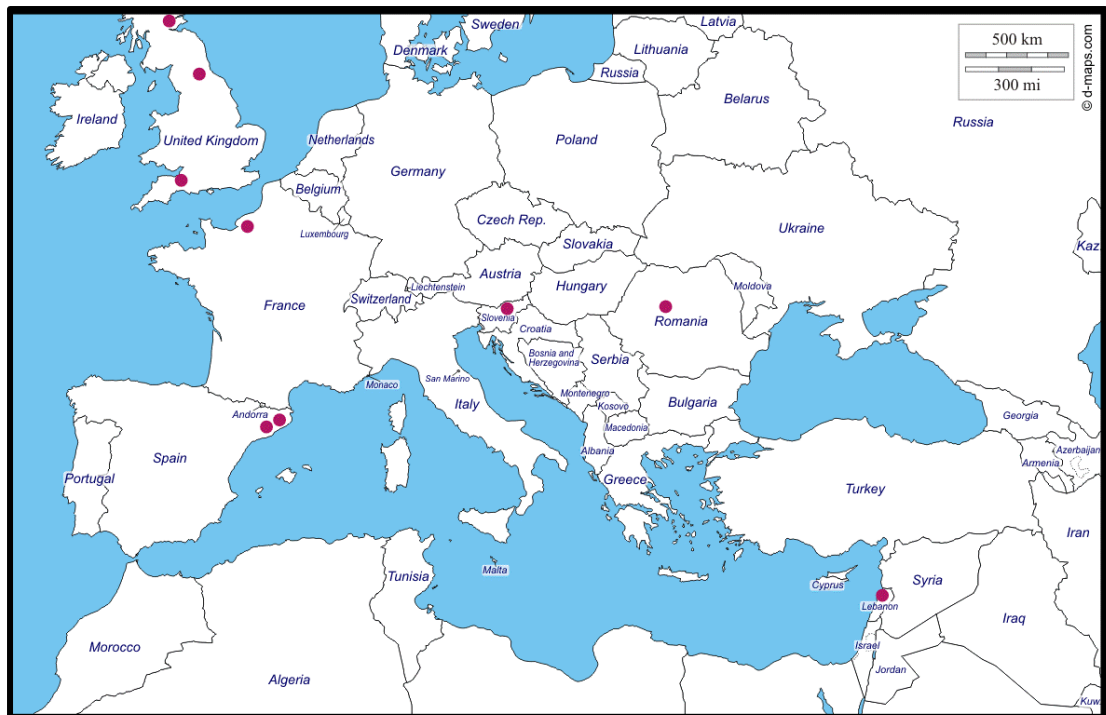 Sweden
Latvia
Denmark
Lithuania
500 km
300 mi
© d-maps.com
Russia
Belarus
Russia
Ireland
United Kingdom
Netherlands
Poland
Germany
Belgium
Luxembourg
Czech Rep.
Ukraine
Slovakia
Kaz
Austria
Liechtenstein
Switzerland
Hungary
Moldova
France
Slovenia
Croatia
Romania
Bosnia and
Herzegovina
Serbia
San Marino
Monaco
Montenegro
Italy
Kosovo
Bulgaria
Andorra
Georgia
Macedonia
Albania
Azerbaijan
Armenia
Spain
Portugal
Greece
Turkey
Iran
Malta
Tunisia
Cyprus
Syria
Lebanon
Iraq
Morocco
Israel
Jordan
Algeria
Kuw